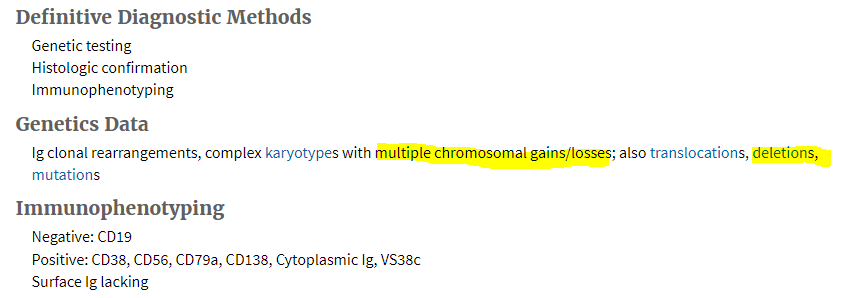 Definitive Diagnostic Methods
Genetic testing
Histologic confirmation
Immunophenotyping
Genetics Data
Ig clonal rearrangements, complex karyotypes with multiple chromosomal gains/losses; also translocations, deletions,
mutations
Immunophenotyping
Negative: CD19
Positive: CD38, CD56, CD79a, CD138, Cytoplasmic Ig, VS38c
Surface Ig lacking